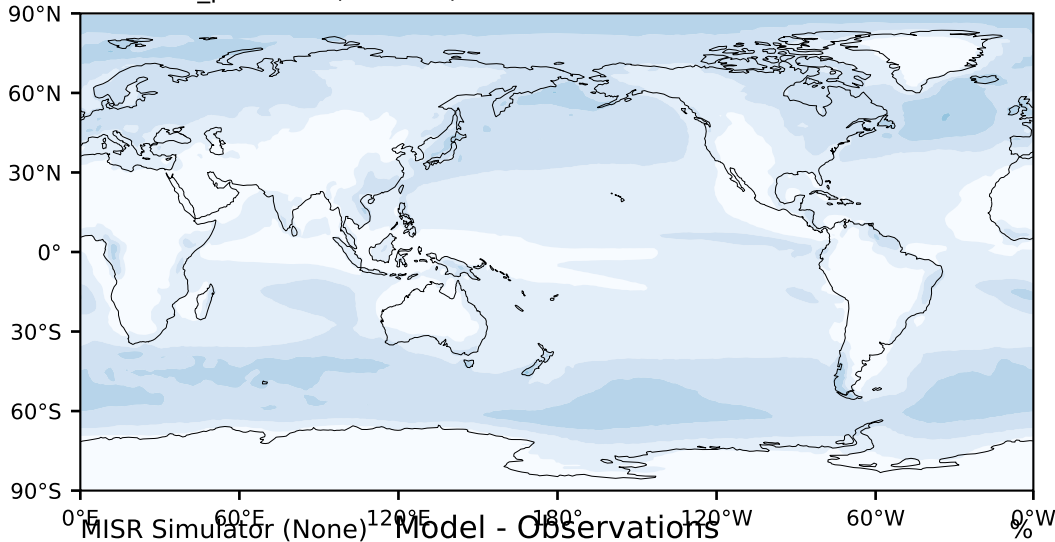 90°N
60°N
30°N
0°
30°S
60°S
90°S
0°E 60°E 120°E 180° 120°W 60°W 0°W
MISR Simulator (None) Model - Observations %